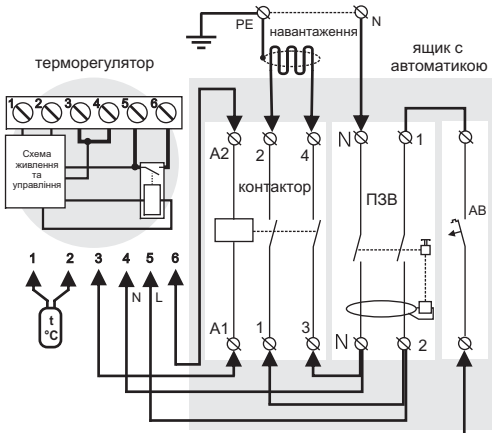 PE
N
навантаження
ящик с
автоматикою
терморегулятор
1 2 3 4 5 6
Схема
живлення
та
управління
A2 2 4 N 1
контактор
ПЗВ
АВ
1 2 3 4 5 6
N L
t
°C
A1 1 3 N 2